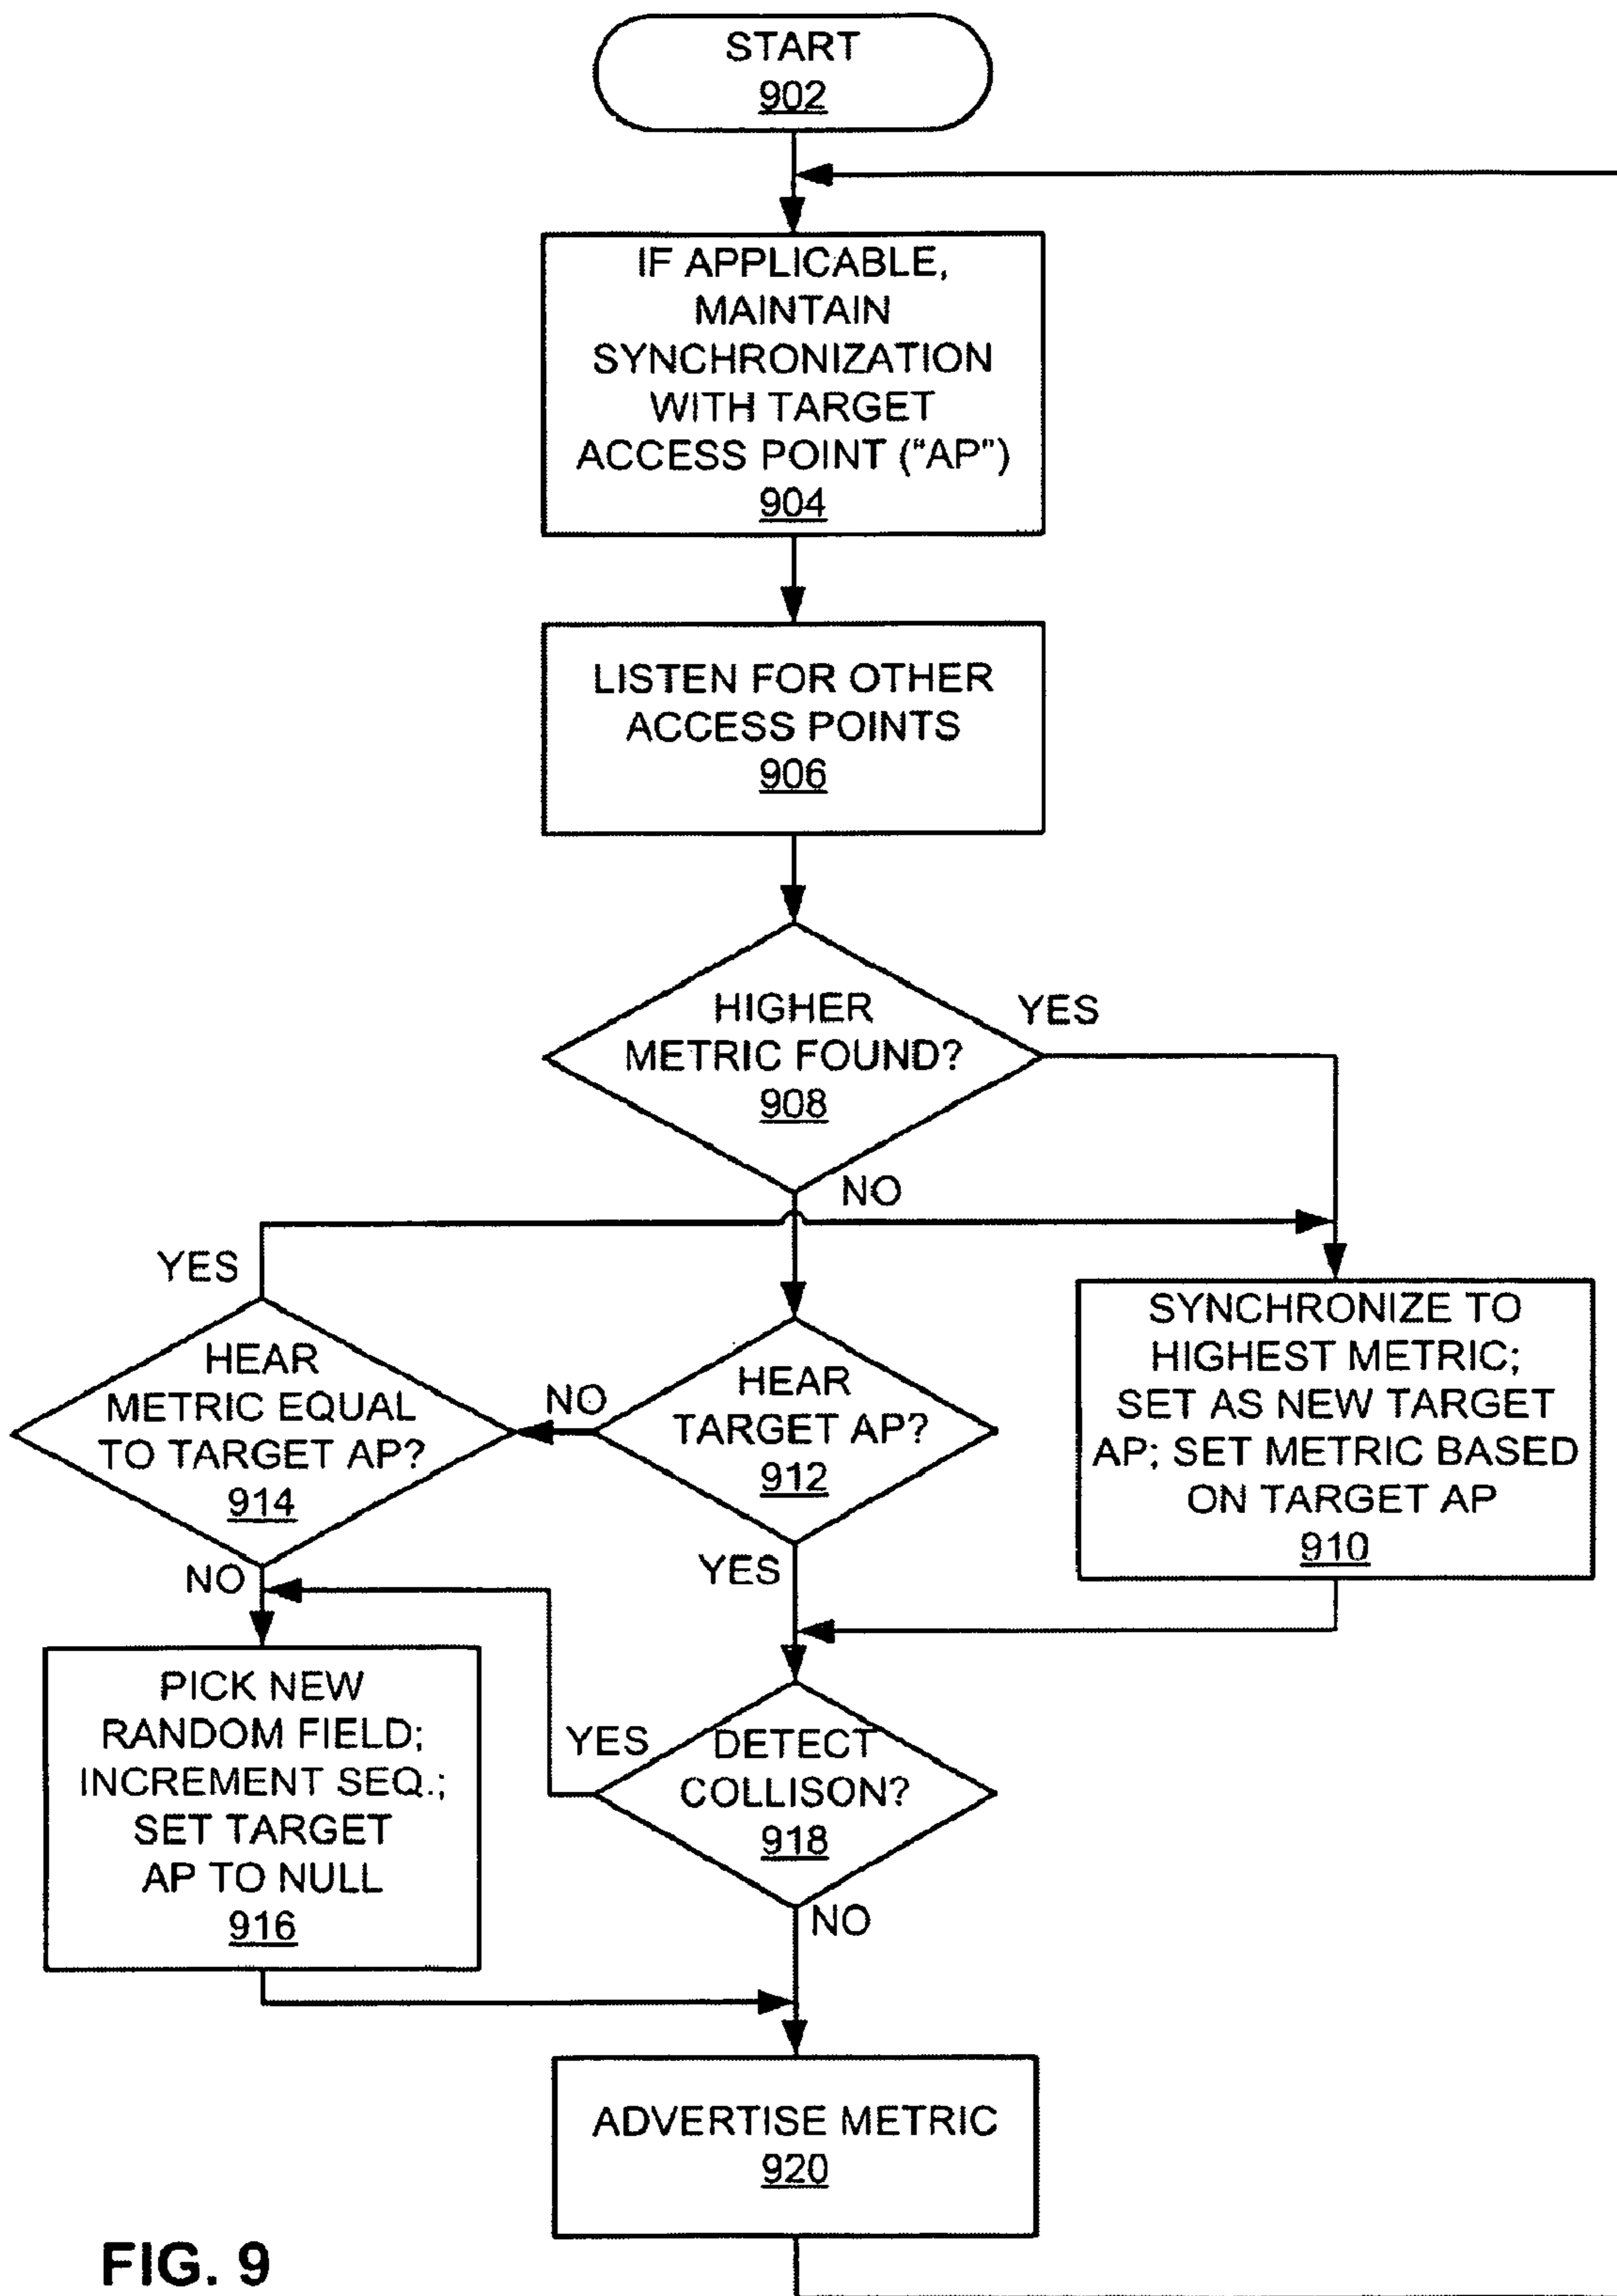 START
902
IF APPLICABLE,
MAINTAIN
SYNCHRONIZATION
WITH TARGET
ACCESS POINT ("AP")
904
LISTEN FOR OTHER
ACCESS POINTS
906
HIGHER
METRIC FOUND?
908
YES
NO
YES
HEAR
METRIC EQUAL
TO TARGET AP?
914
NO
HEAR
TARGET AP?
912
SYNCHRONIZE TO
HIGHEST METRIC;
SET AS NEW TARGET
AP; SET METRIC BASED
ON TARGET AP
910
NO
YES
PICK NEW
RANDOM FIELD;
INCREMENT SEQ.;
SET TARGET
AP TO NULL
916
YES
DETECT
COLLISON?
918
NO
ADVERTISE METRIC
920
FIG. 9